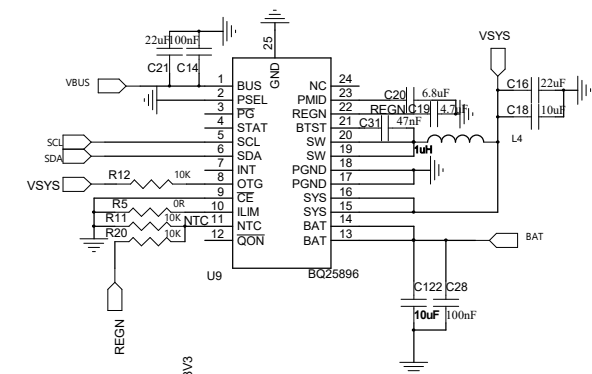 VSYS
22uF 100nF
C21 C14
25
GND
VBUS
1 BUS
2 PSEL
3 PG
4 STAT
SCL 5 SCL
SDA 6 SDA
7 INT
VSYS R12 10K 8 OTG
9 CE
R5 0R 10 ILIM
R11 10K NTC 11 NTC
R20 10K 12 QON
REGN
U9
BQ25896
NC 24
PMID 23
REGN 22
BTST 21
SW 20
SW 19
PGND 18
PGND 17
SYS 16
SYS 15
BAT 14
BAT 13
C20 6.8uF
REGN C19 4.7uF
C31 47nF
1uH
L4
C16 22uF
C18 10uF
BAT
C122 C28
10uF 100nF